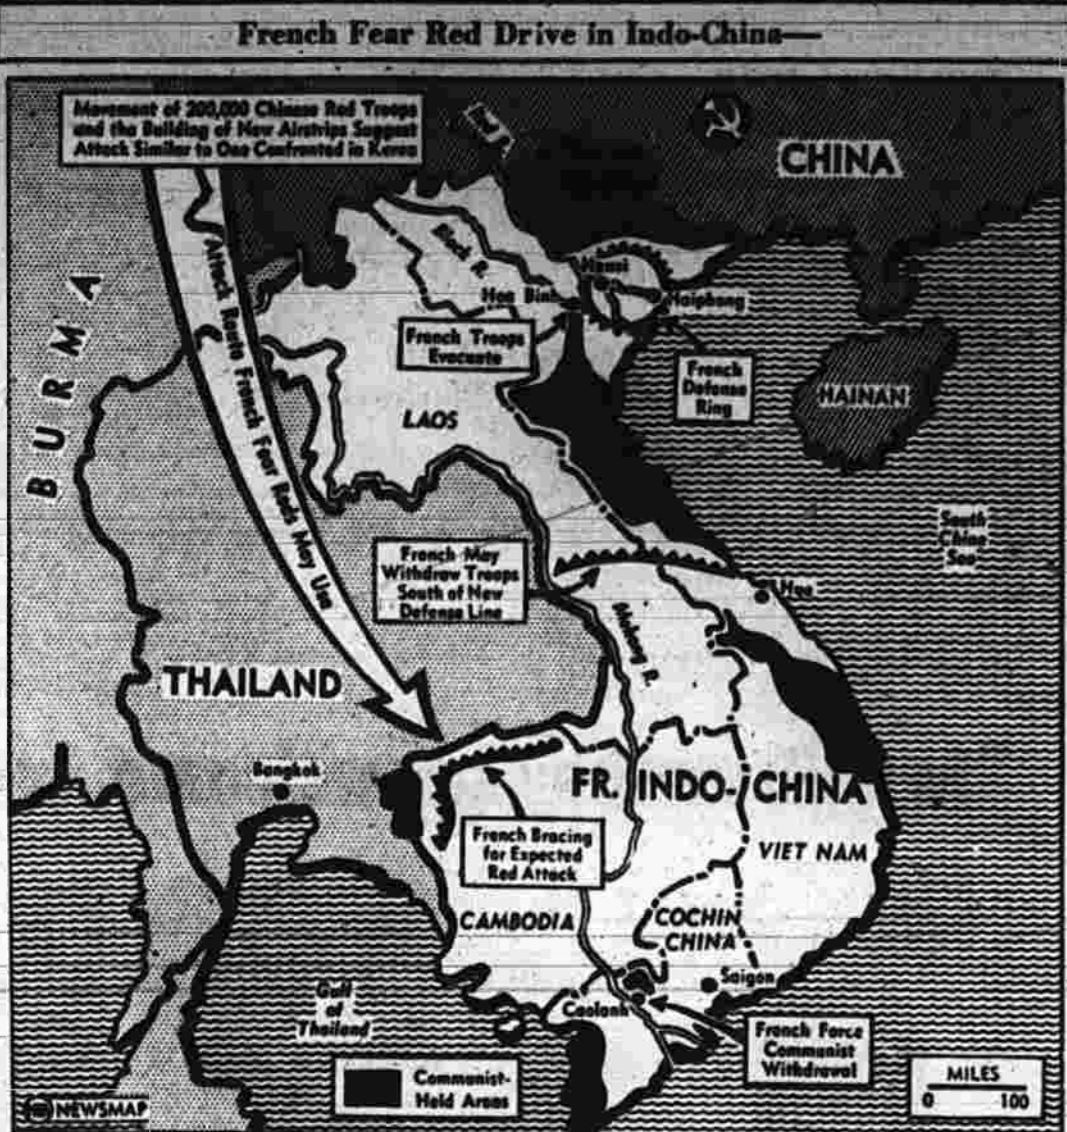 French Fear Red Drive in Indo-China—
Movement of 200,000 Chinese Red Troops
and the Building of New Airstrips Suggest
Attack Similar to One Confronted in Korea
CHINA
BURMA
Attack Route French Fear Reds May Use
Black R.
Hanoi
Hoa Binh
Haiphong
French Troops
Evacuate
French
Defense
Ring
HAINAN
LAOS
South
China
Sea
French May
Withdraw Troops
South of New
Defense Line
Hue
Mekong R.
THAILAND
Bangkok
FR. INDO-CHINA
French Bracing
for Expected
Red Attack
VIET NAM
CAMBODIA
COCHIN
CHINA
Saigon
Gulf
of
Thailand
Caolanh
French Force
Communist
Withdrawal
Communist-
Held Areas
MILES
0 100
NEWSMAP